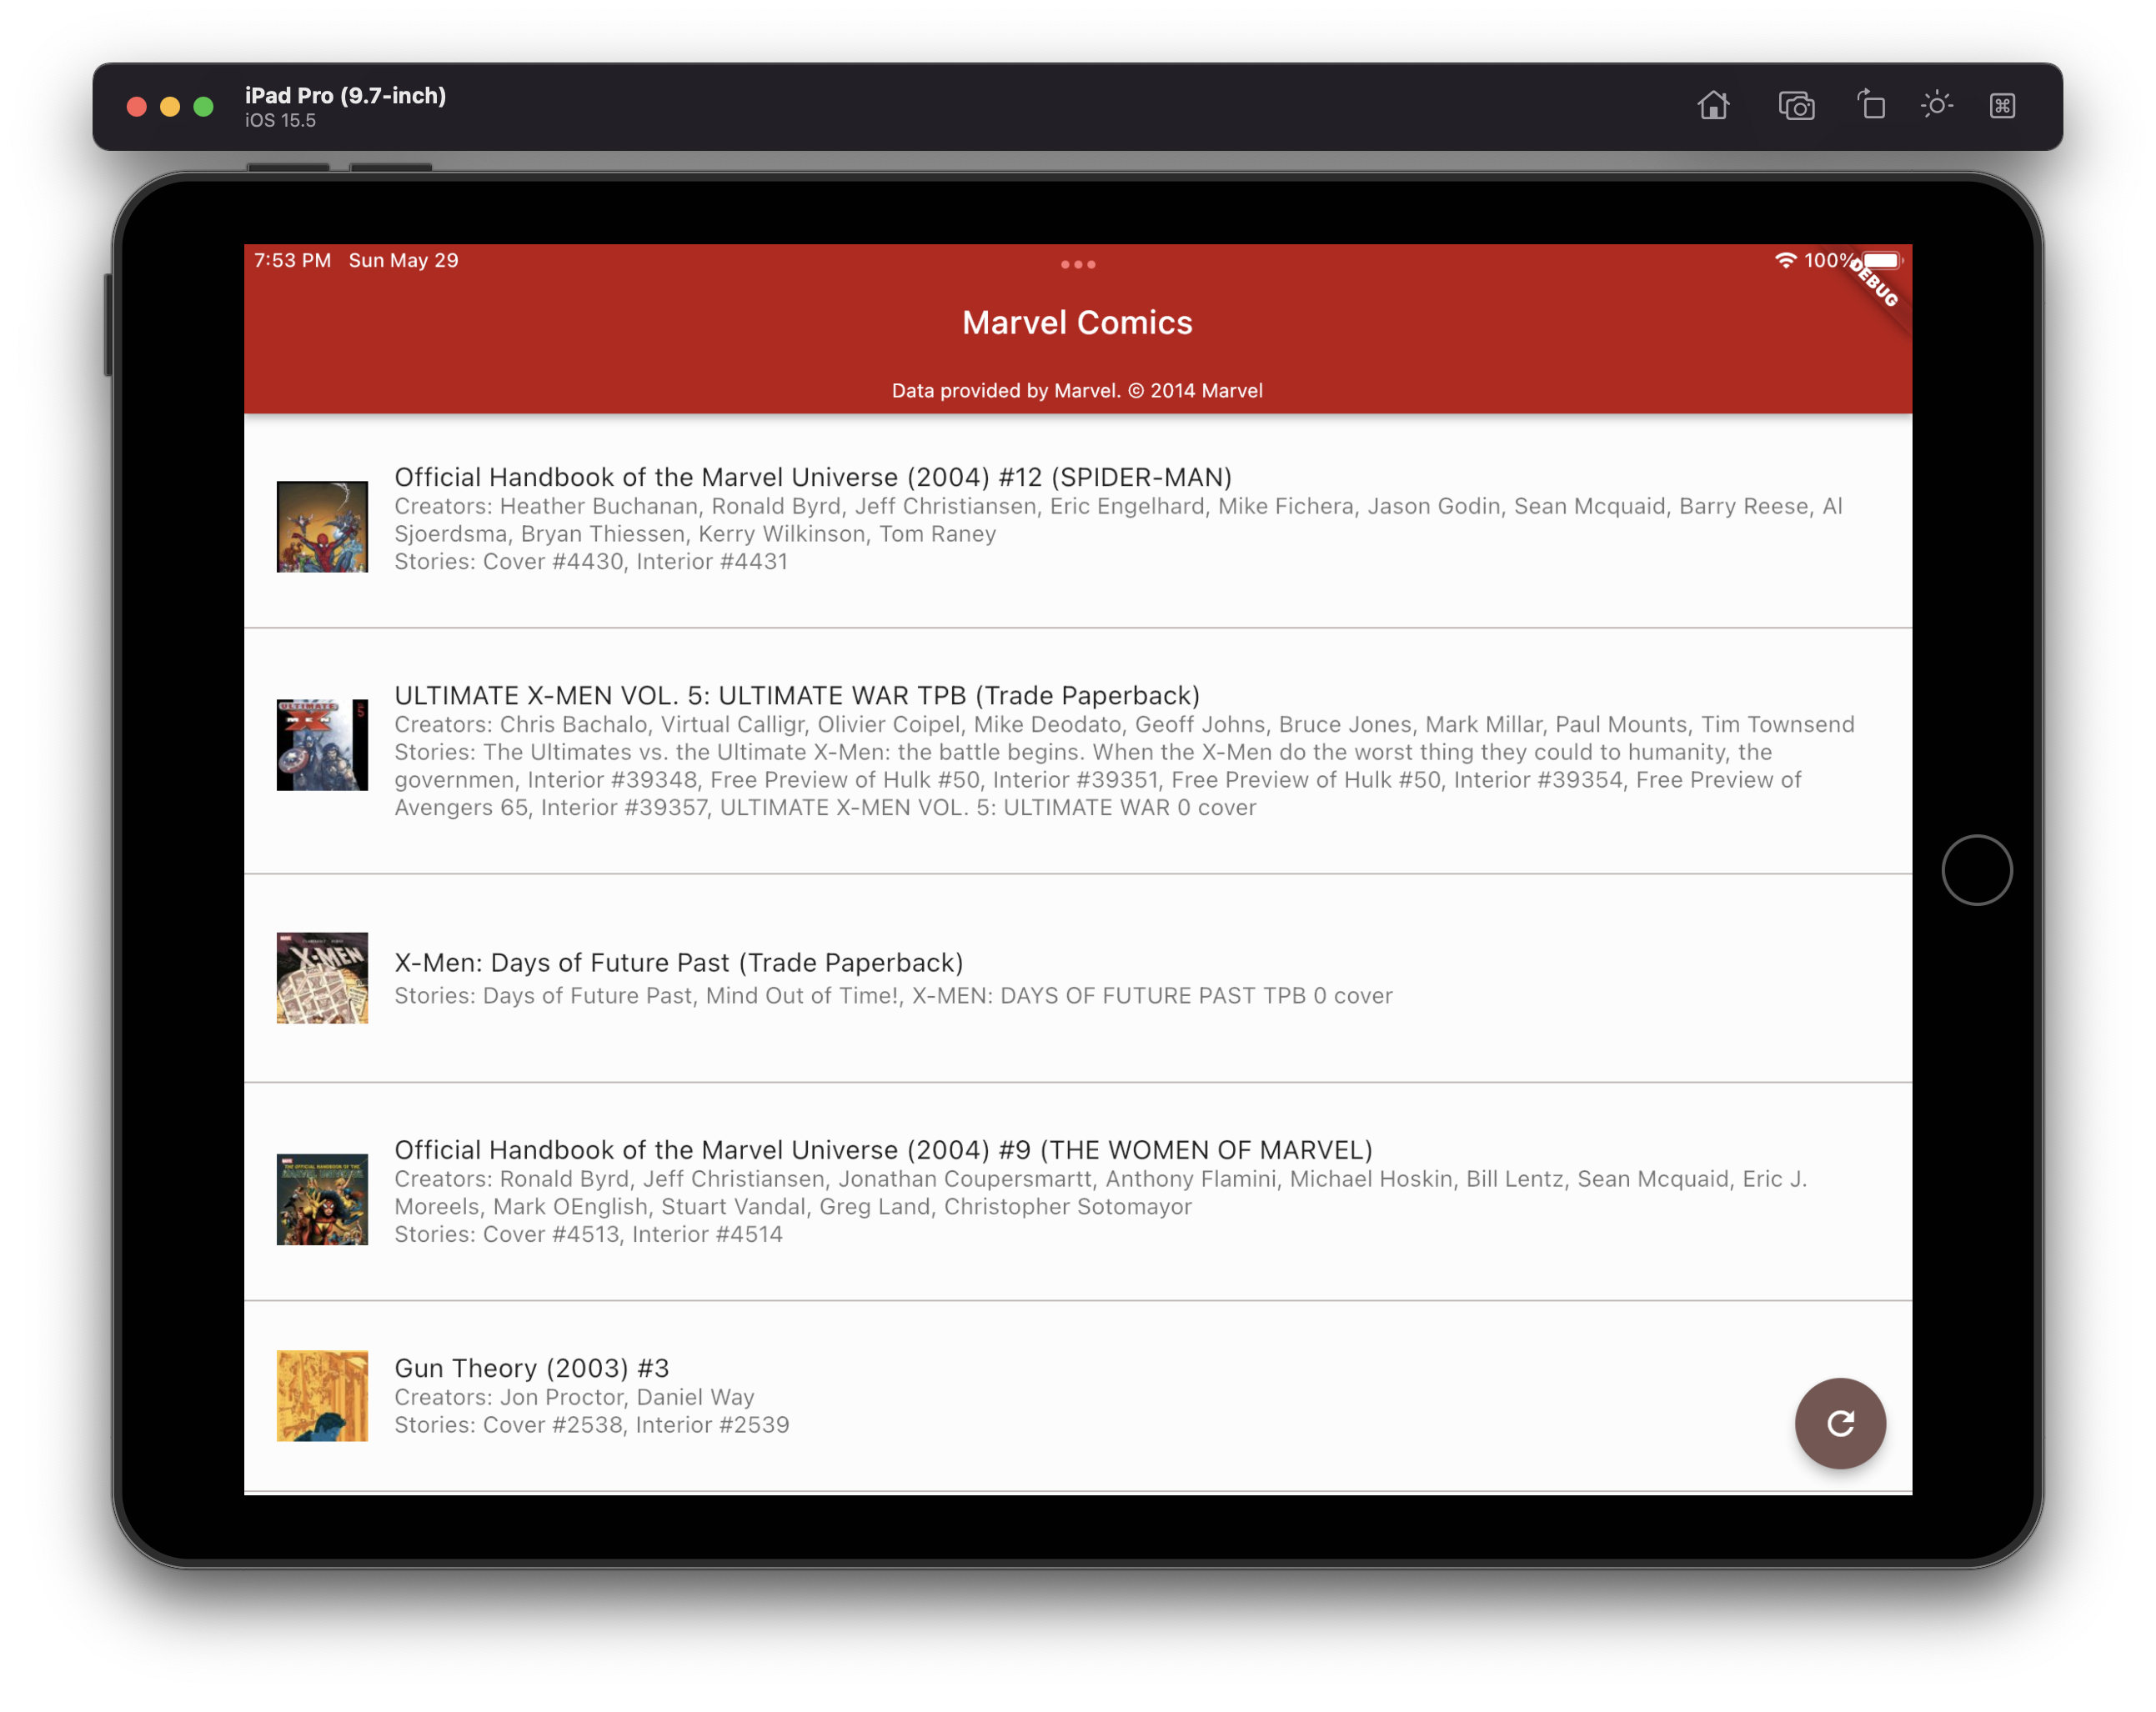 iPad Pro (9.7-inch)
iOS 15.5
7:53 PM Sun May 29
100%
DEBUG
Marvel Comics
Data provided by Marvel. © 2014 Marvel
Official Handbook of the Marvel Universe (2004) #12 (SPIDER-MAN)
Creators: Heather Buchanan, Ronald Byrd, Jeff Christiansen, Eric Engelhard, Mike Fichera, Jason Godin, Sean Mcquaid, Barry Reese, Al
Sjoerdsma, Bryan Thiessen, Kerry Wilkinson, Tom Raney
Stories: Cover #4430, Interior #4431
ULTIMATE
X
MEN
5
ULTIMATE X-MEN VOL. 5: ULTIMATE WAR TPB (Trade Paperback)
Creators: Chris Bachalo, Virtual Calligr, Olivier Coipel, Mike Deodato, Geoff Johns, Bruce Jones, Mark Millar, Paul Mounts, Tim Townsend
Stories: The Ultimates vs. the Ultimate X-Men: the battle begins. When the X-Men do the worst thing they could to humanity, the
governmen, Interior #39348, Free Preview of Hulk #50, Interior #39351, Free Preview of Hulk #50, Interior #39354, Free Preview of
Avengers 65, Interior #39357, ULTIMATE X-MEN VOL. 5: ULTIMATE WAR 0 cover
X-MEN
X-Men: Days of Future Past (Trade Paperback)
Stories: Days of Future Past, Mind Out of Time!, X-MEN: DAYS OF FUTURE PAST TPB 0 cover
THE OFFICIAL HANDBOOK OF THE
Official Handbook of the Marvel Universe (2004) #9 (THE WOMEN OF MARVEL)
Creators: Ronald Byrd, Jeff Christiansen, Jonathan Coupersmartt, Anthony Flamini, Michael Hoskin, Bill Lentz, Sean Mcquaid, Eric J.
Moreels, Mark OEnglish, Stuart Vandal, Greg Land, Christopher Sotomayor
Stories: Cover #4513, Interior #4514
Gun Theory (2003) #3
Creators: Jon Proctor, Daniel Way
Stories: Cover #2538, Interior #2539